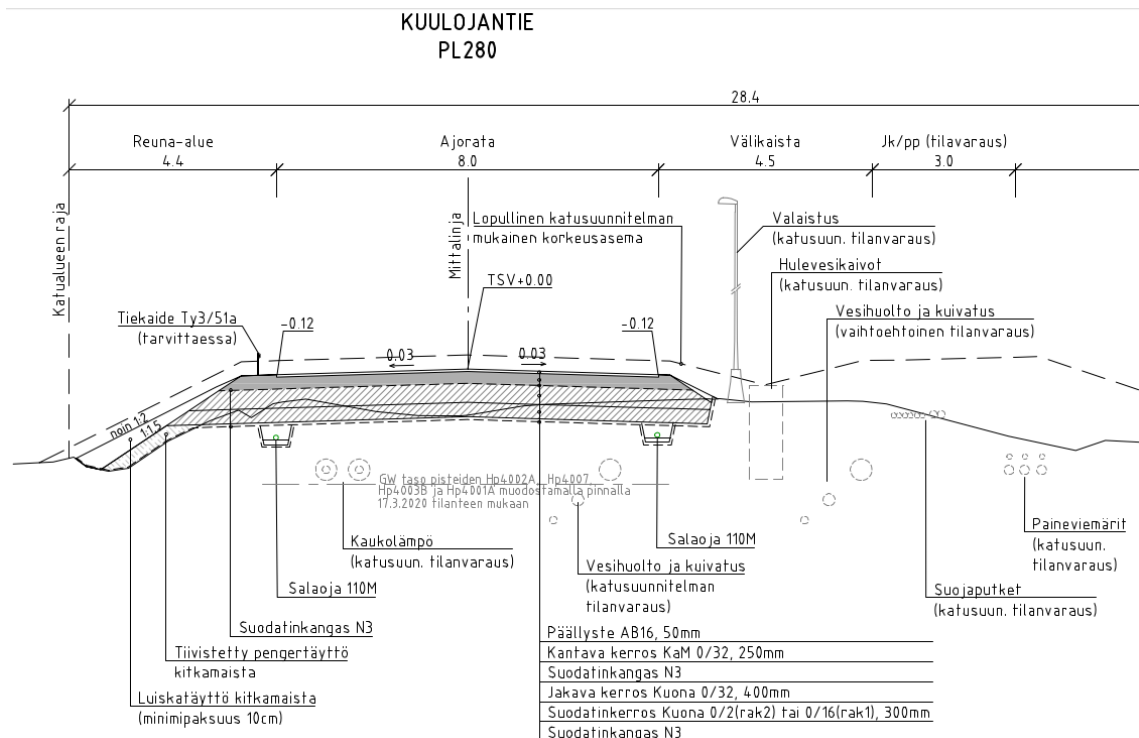 KUULOJANTIE
PL280
28.4
Reuna-alue
4.4
Ajorata
8.0
Välikaista
4.5
Jk/pp (tilavaraus)
3.0
Katualueen raja
Mittalinja
Lopullinen katusuunnitelman
mukainen korkeusasema
Valaistus
(katusuun. tilanvaraus)
Hulevesikaivot
(katusuun. tilanvaraus)
Vesihuolto ja kuivatus
(vaihtoehtoinen tilanvaraus)
TSV+0.00
Tiekaide Ty3/51a
(tarvittaessa)
-0.12
-0.12
0.03
0.03
noin 1:2
1:1.5
GW taso pisteiden Hp4002A, Hp4007,
Hp4003B ja Hp4001A muodostamalla pinnalla
17.3.2020 tilanteen mukaan
Kaukolämpö
(katusuun. tilanvaraus)
Salaoja 110M
Vesihuolto ja kuivatus
(katusuunnitelman
tilanvaraus)
Salaoja 110M
Paineviemärit
(katusuun.
tilanvaraus)
Suojaputket
(katusuun. tilanvaraus)
Suodatinkangas N3
Tiivistetty pengertäyttö
kitkamaista
Luiskatäyttö kitkamaista
(minimipaksuus 10cm)
Päällyste AB16, 50mm
Kantava kerros KaM 0/32, 250mm
Suodatinkangas N3
Jakava kerros Kuona 0/32, 400mm
Suodatinkerros Kuona 0/2(rak2) tai 0/16(rak1), 300mm
Suodatinkangas N3